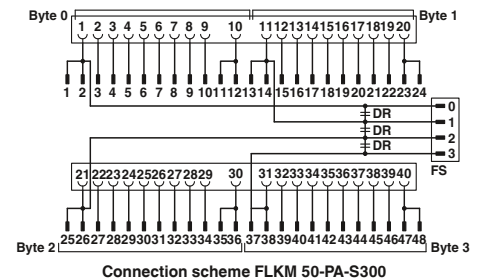 Byte 0 Byte 1
1 2 3 4 5 6 7 8 9 10 11 12 13 14 15 16 17 18 19 20
1 2 3 4 5 6 7 8 9 10 11 12 13 14 15 16 17 18 19 20 21 22 23 24
0
DR 1
DR 2
DR 3
FS
21 22 23 24 25 26 27 28 29 30 31 32 33 34 35 36 37 38 39 40
25 26 27 28 29 30 31 32 33 34 35 36 37 38 39 40 41 42 43 44 45 46 47 48
Byte 2 Byte 3
Connection scheme FLKM 50-PA-S300